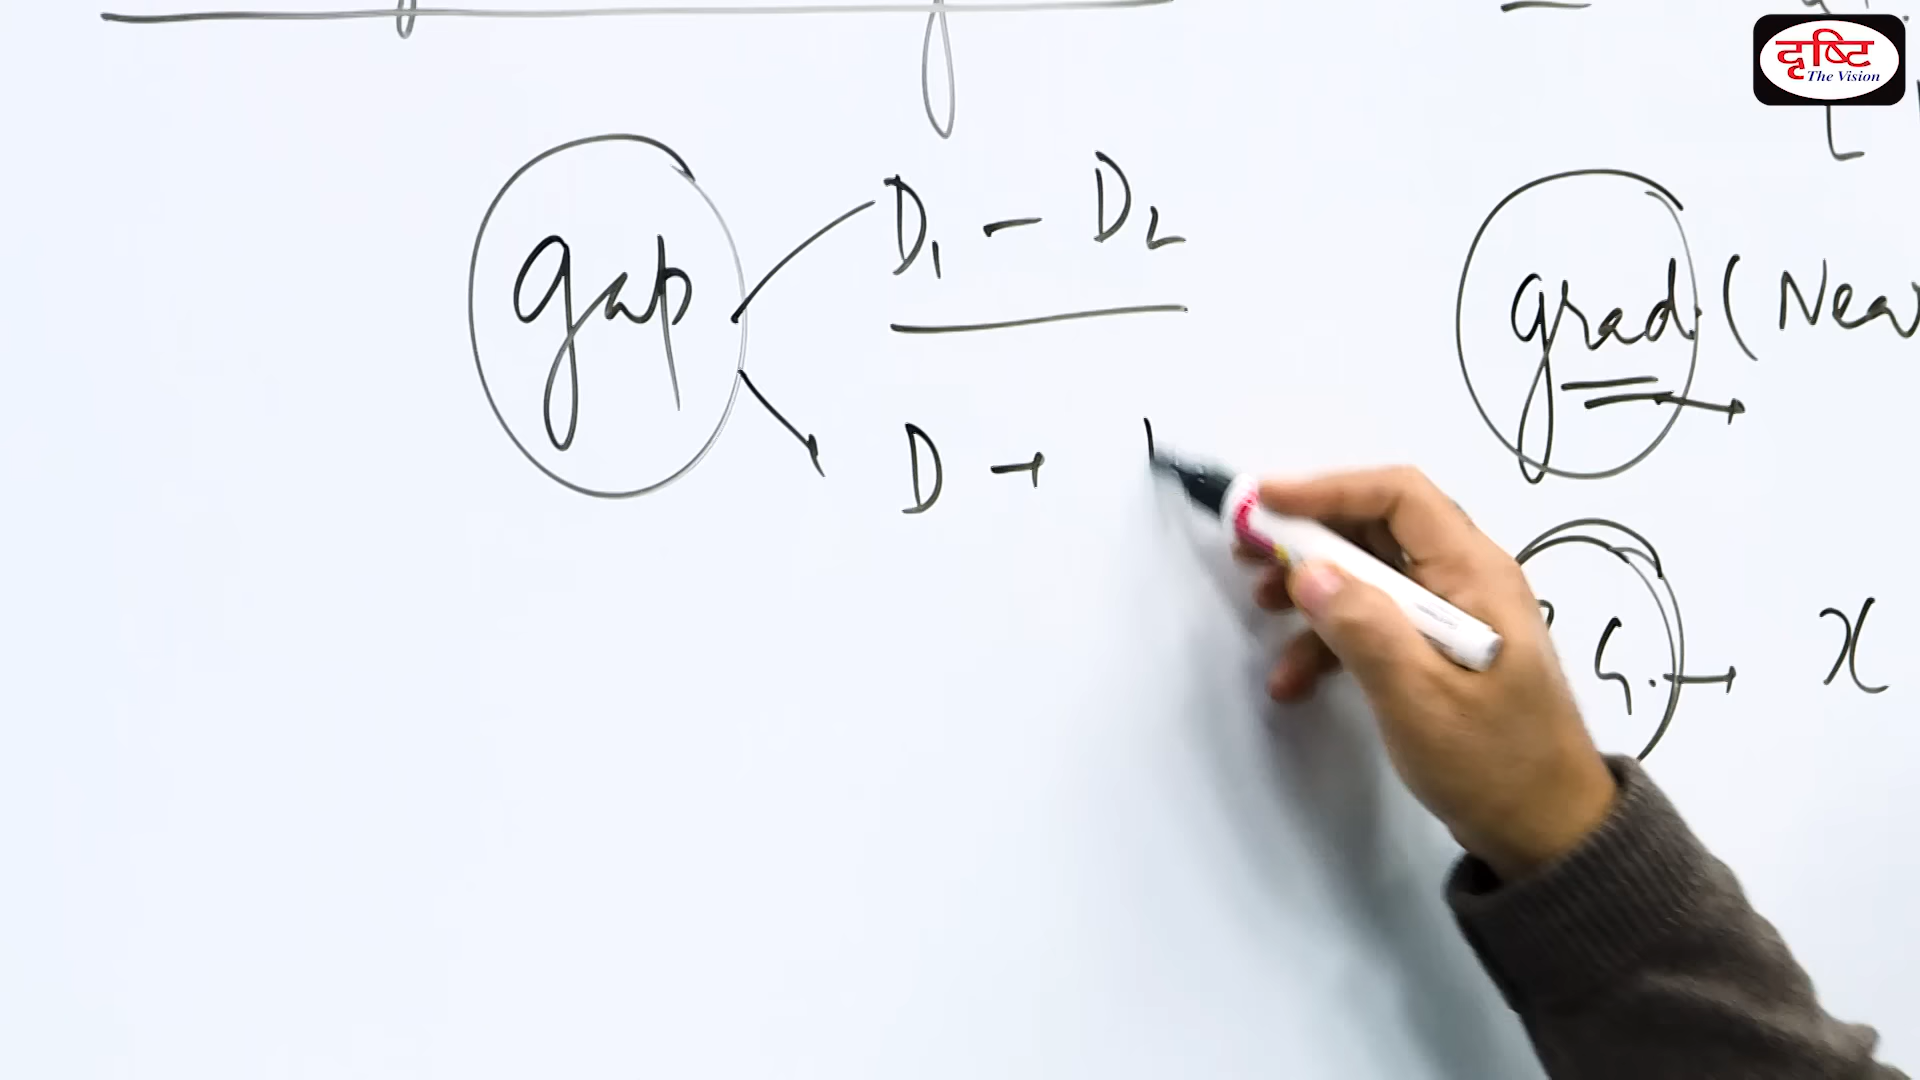 दृष्टि
The Vision
gap
D1 - D2
D →
grad. (New
G. → x